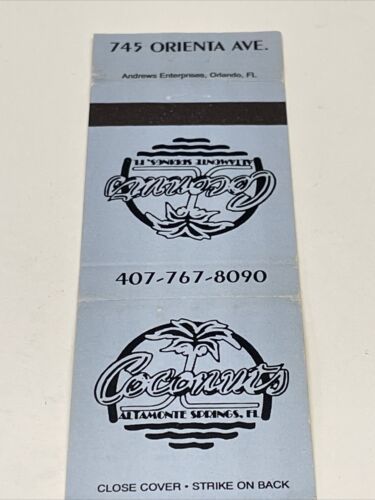 745 ORIENTA AVE.
Andrews Enterprises, Orlando, FL
ALTAMONTE SPRINGS, FL
Coconuts
407-767-8090
Coconuts
ALTAMONTE SPRINGS, FL
CLOSE COVER • STRIKE ON BACK